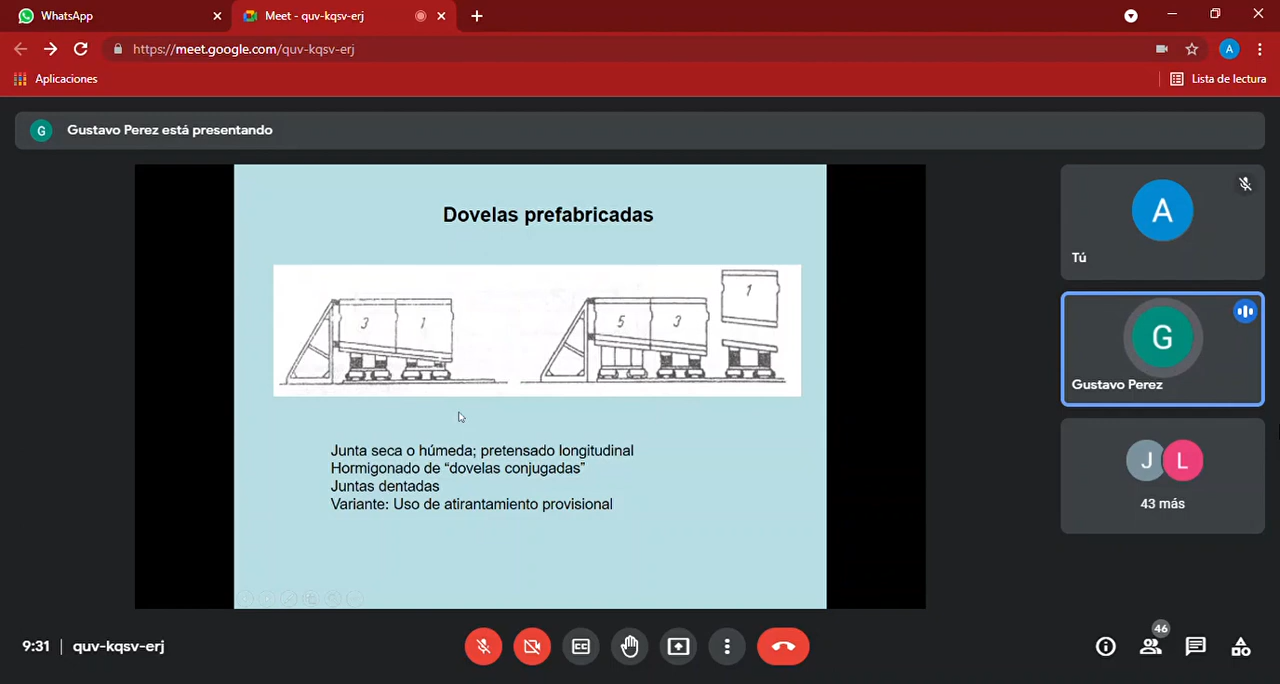 WhatsApp
Meet - quv-kqsv-erj
https://meet.google.com/quv-kqsv-erj
A
Aplicaciones
Lista de lectura
G
Gustavo Perez está presentando
Dovelas prefabricadas
3 1
5 3 1
Junta seca o húmeda; pretensado longitudinal
Hormigonado de “dovelas conjugadas”
Juntas dentadas
Variante: Uso de atirantamiento provisional
A
Tú
G
Gustavo Perez
J L
43 más
9:31 | quv-kqsv-erj
CC
46